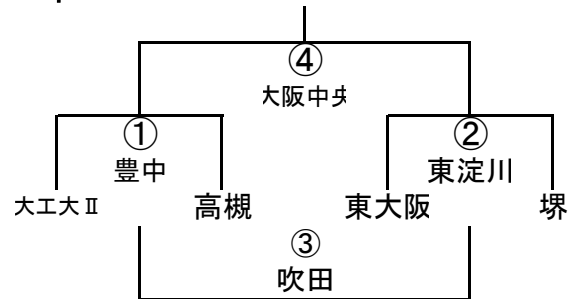 ④
大阪中央
①
②
豊中
東淀川
大工大Ⅱ
高槻
東大阪
堺
③
吹田